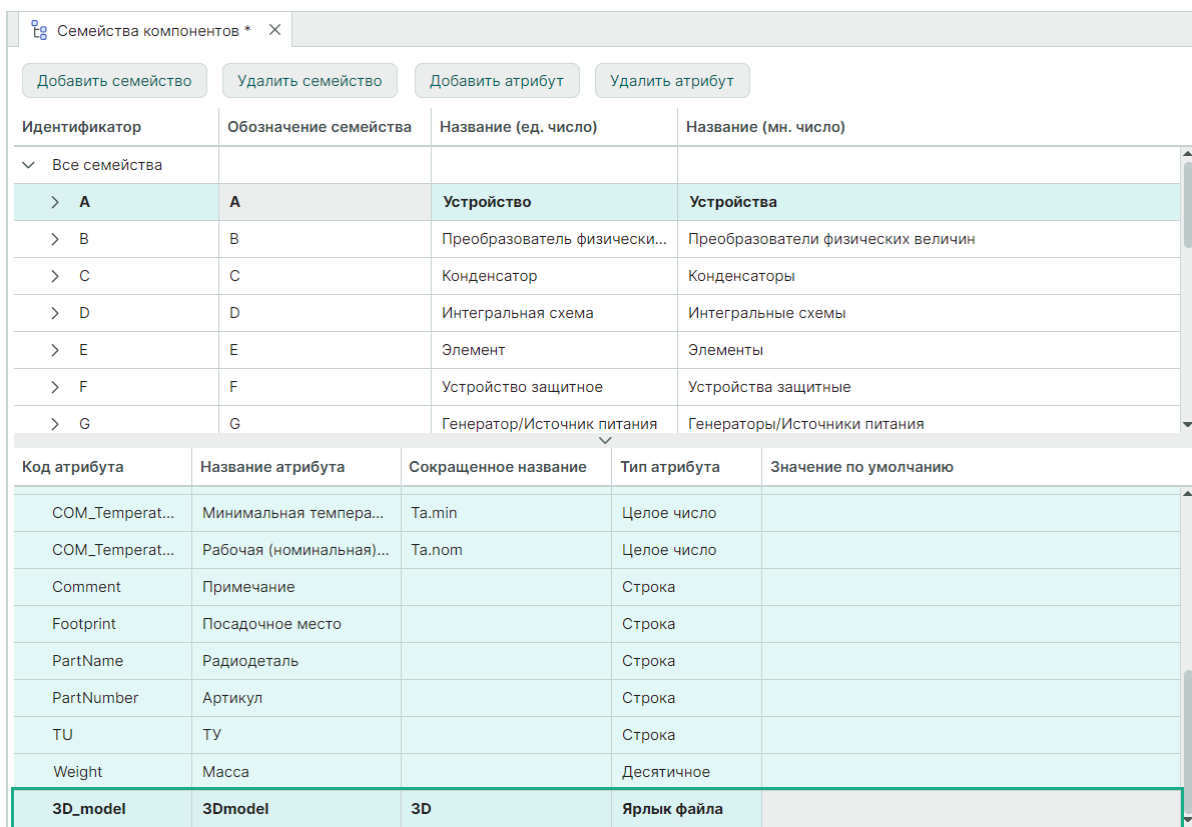 Семейства компонентов *
Добавить семейство Удалить семейство Добавить атрибут Удалить атрибут
Идентификатор Обозначение семейства Название (ед. число) Название (мн. число)
Все семейства
A A Устройство Устройства
B B Преобразователь физически... Преобразователи физических величин
C C Конденсатор Конденсаторы
D D Интегральная схема Интегральные схемы
E E Элемент Элементы
F F Устройство защитное Устройства защитные
G G Генератор/Источник питания Генераторы/Источники питания
Код атрибута Название атрибута Сокращенное название Тип атрибута Значение по умолчанию
COM_Temperat... Минимальная темпера... Ta.min Целое число
COM_Temperat... Рабочая (номинальная)... Ta.nom Целое число
Comment Примечание Строка
Footprint Посадочное место Строка
PartName Радиодеталь Строка
PartNumber Артикул Строка
TU ТУ Строка
Weight Масса Десятичное
3D_model 3Dmodel 3D Ярлык файла